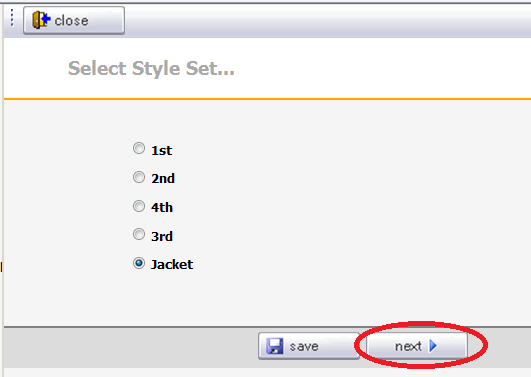 close
Select Style Set...
1st
2nd
4th
3rd
Jacket
save next